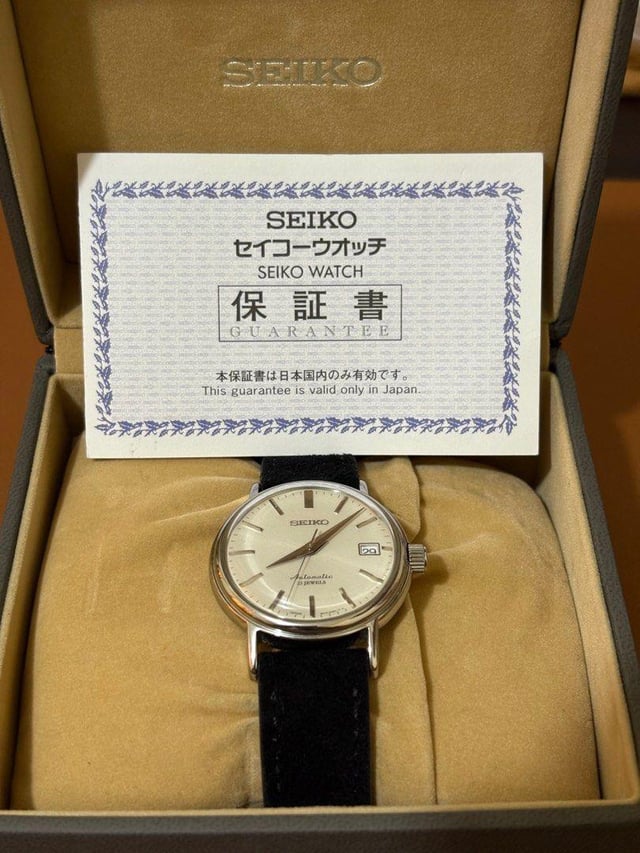 SEIKO
SEIKO
セイコーウオッチ
SEIKO WATCH
保証書
GUARANTEE
本保証書は日本国内のみ有効です。
This guarantee is valid only in Japan.
SEIKO
29
Automatic
21 JEWELS